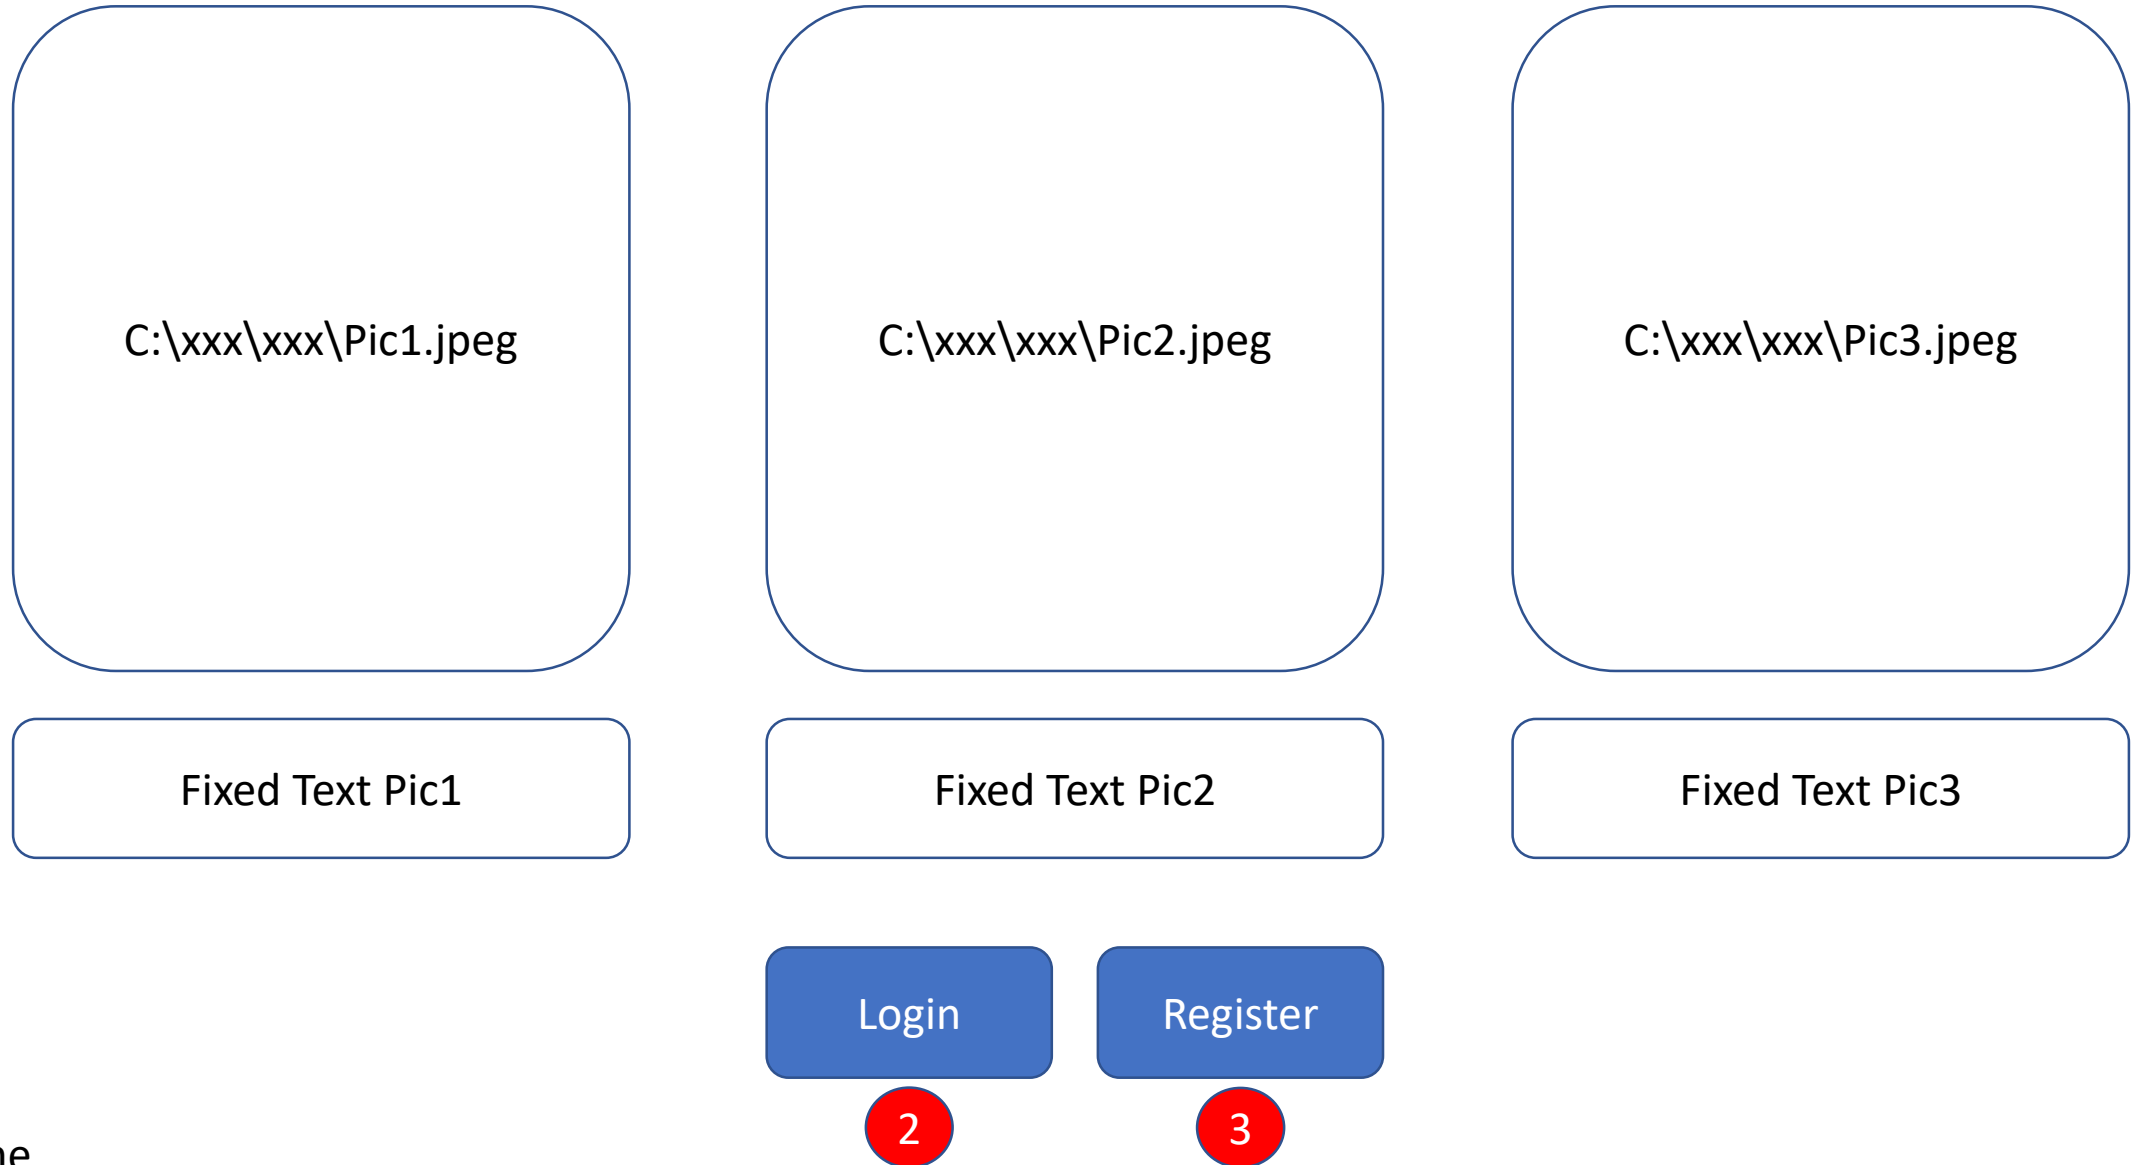 C:\xxx\xxx\Pic1.jpeg
C:\xxx\xxx\Pic2.jpeg
C:\xxx\xxx\Pic3.jpeg
Fixed Text Pic1
Fixed Text Pic2
Fixed Text Pic3
Login
Register
2
3